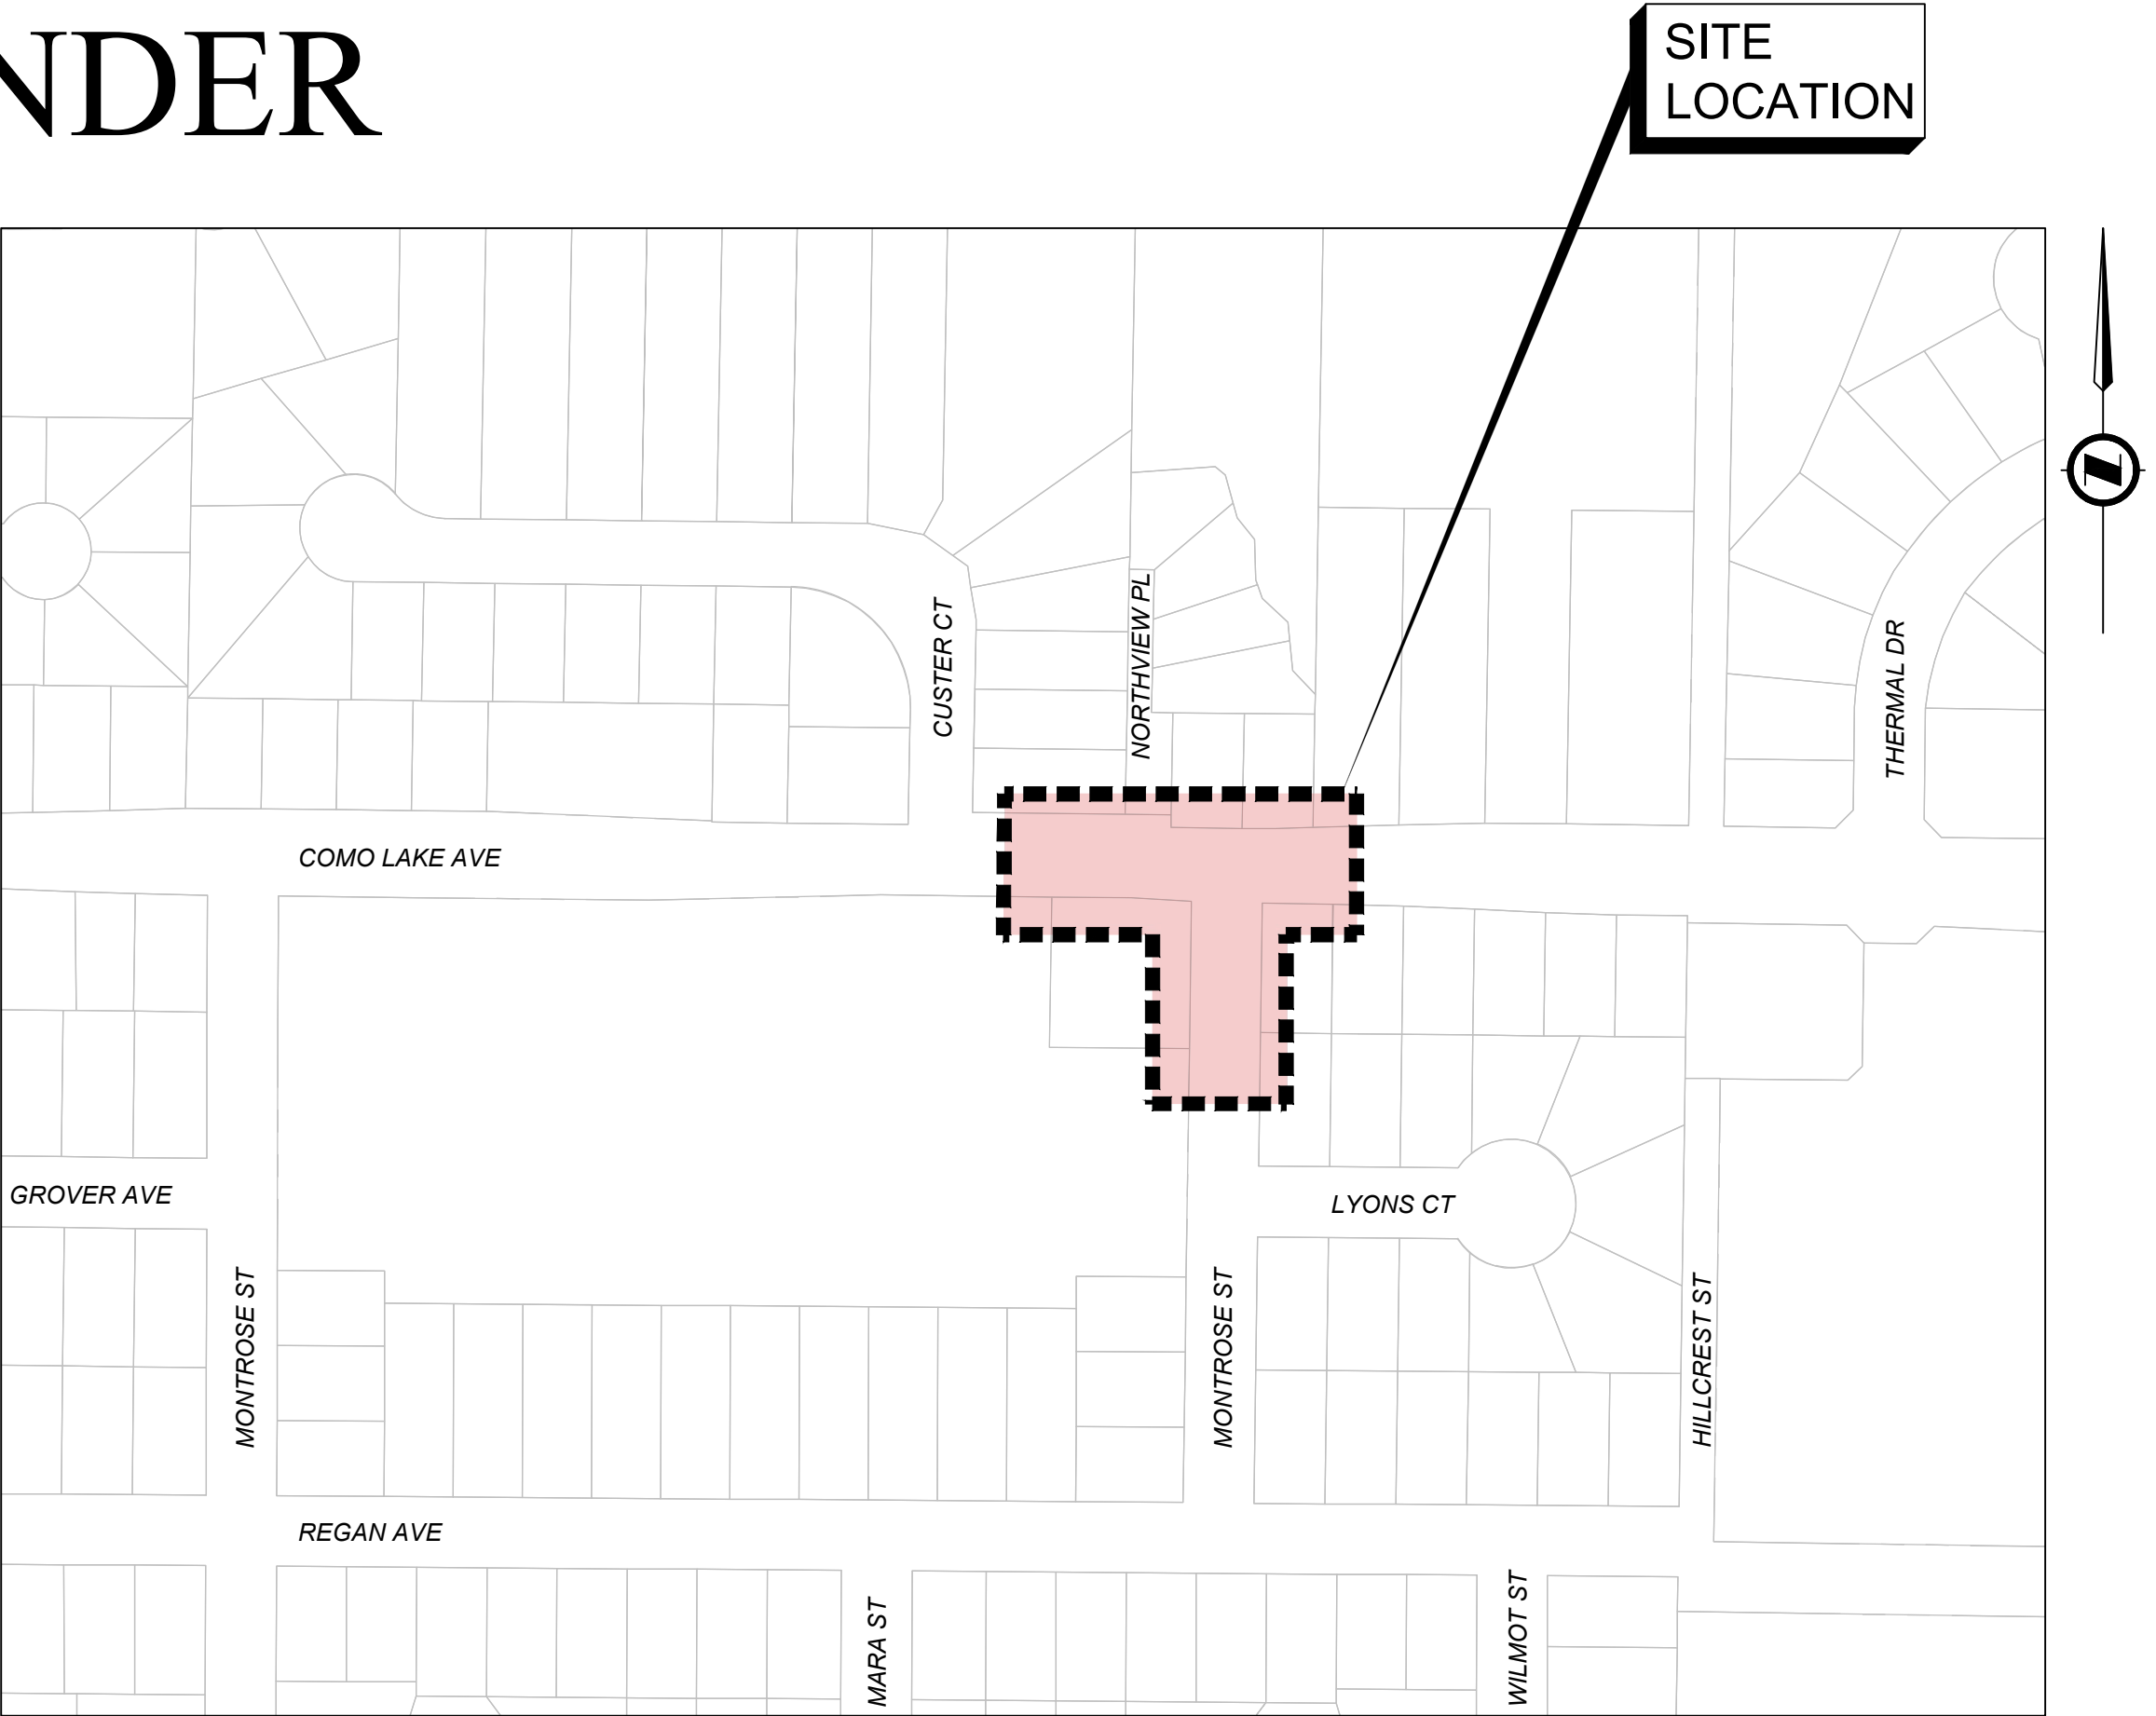 NDER
SITE
LOCATION
N
CUSTER CT
NORTHVIEW PL
THERMAL DR
COMO LAKE AVE
GROVER AVE
LYONS CT
MONTROSE ST
MONTROSE ST
HILLCREST ST
REGAN AVE
MARA ST
WILMOT ST